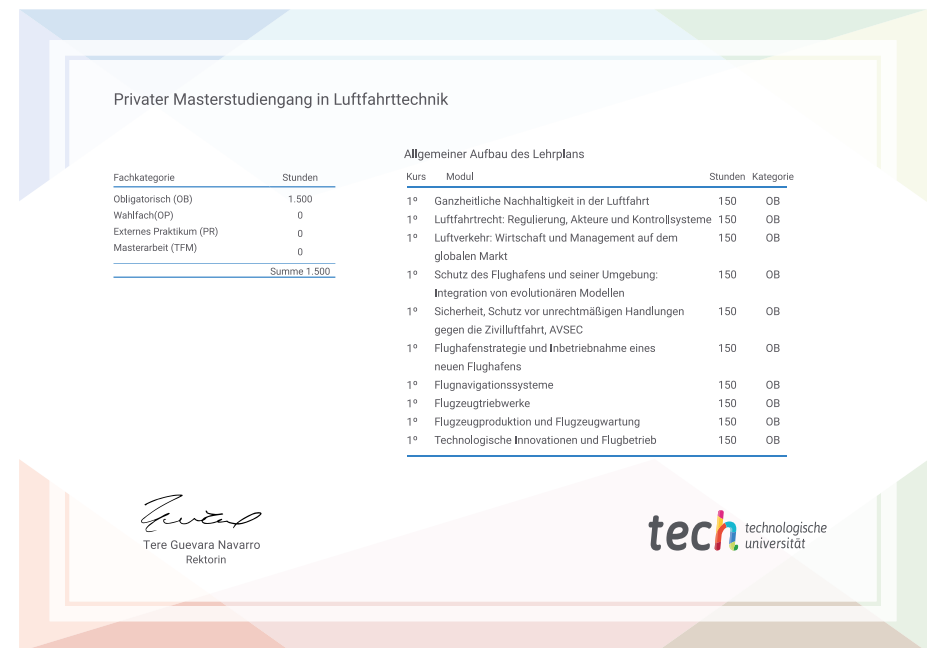 Privater Masterstudiengang in Luftfahrttechnik
Fachkategorie Stunden
Obligatorisch (OB) 1.500
Wahlfach(OP) 0
Externes Praktikum (PR) 0
Masterarbeit (TFM) 0
Summe 1.500
Allgemeiner Aufbau des Lehrplans
Kurs Modul Stunden Kategorie
1º Ganzheitliche Nachhaltigkeit in der Luftfahrt 150 OB
1º Luftfahrtrecht: Regulierung, Akteure und Kontrollsysteme 150 OB
1º Luftverkehr: Wirtschaft und Management auf dem 150 OB
globalen Markt
1º Schutz des Flughafens und seiner Umgebung: 150 OB
Integration von evolutionären Modellen
1º Sicherheit, Schutz vor unrechtmäßigen Handlungen 150 OB
gegen die Zivilluftfahrt, AVSEC
1º Flughafenstrategie und Inbetriebnahme eines 150 OB
neuen Flughafens
1º Flugnavigationssysteme 150 OB
1º Flugzeugtriebwerke 150 OB
1º Flugzeugproduktion und Flugzeugwartung 150 OB
1º Technologische Innovationen und Flugbetrieb 150 OB
Tere Guevara Navarro
Rektorin
tech technologische
universität